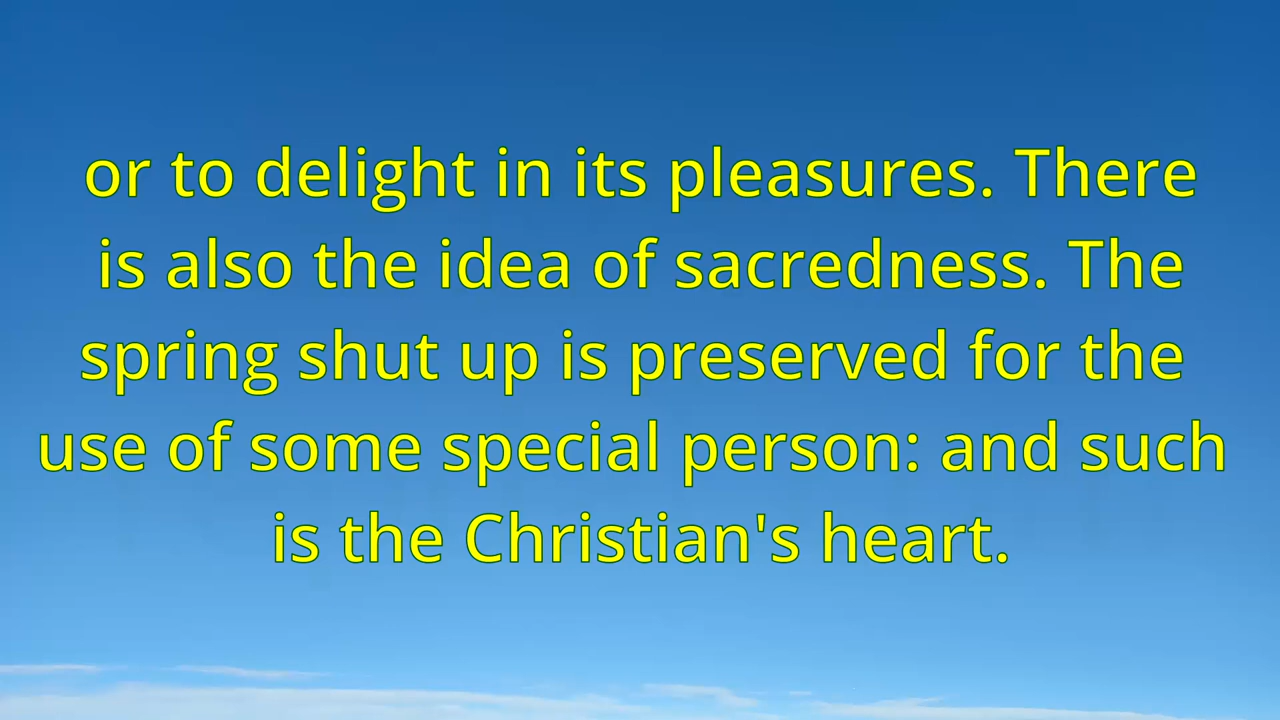 or to delight in its pleasures. There
is also the idea of sacredness. The
spring shut up is preserved for the
use of some special person: and such
is the Christian's heart.